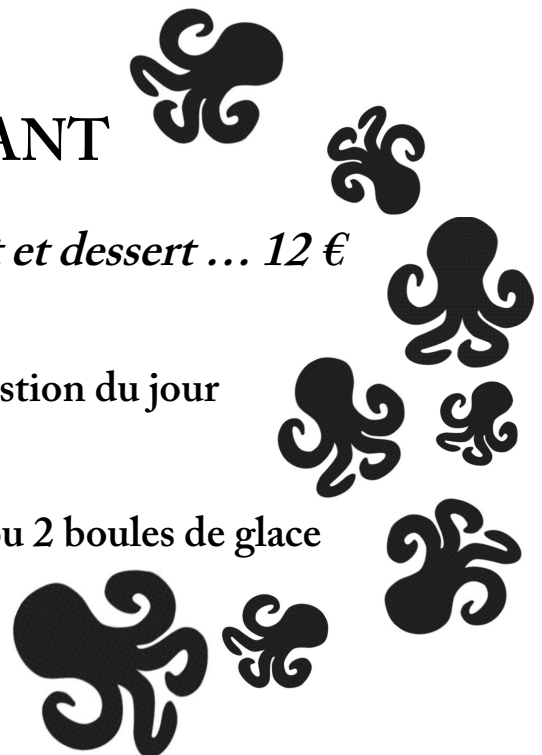 ANT
et dessert … 12 €
stion du jour
u 2 boules de glace